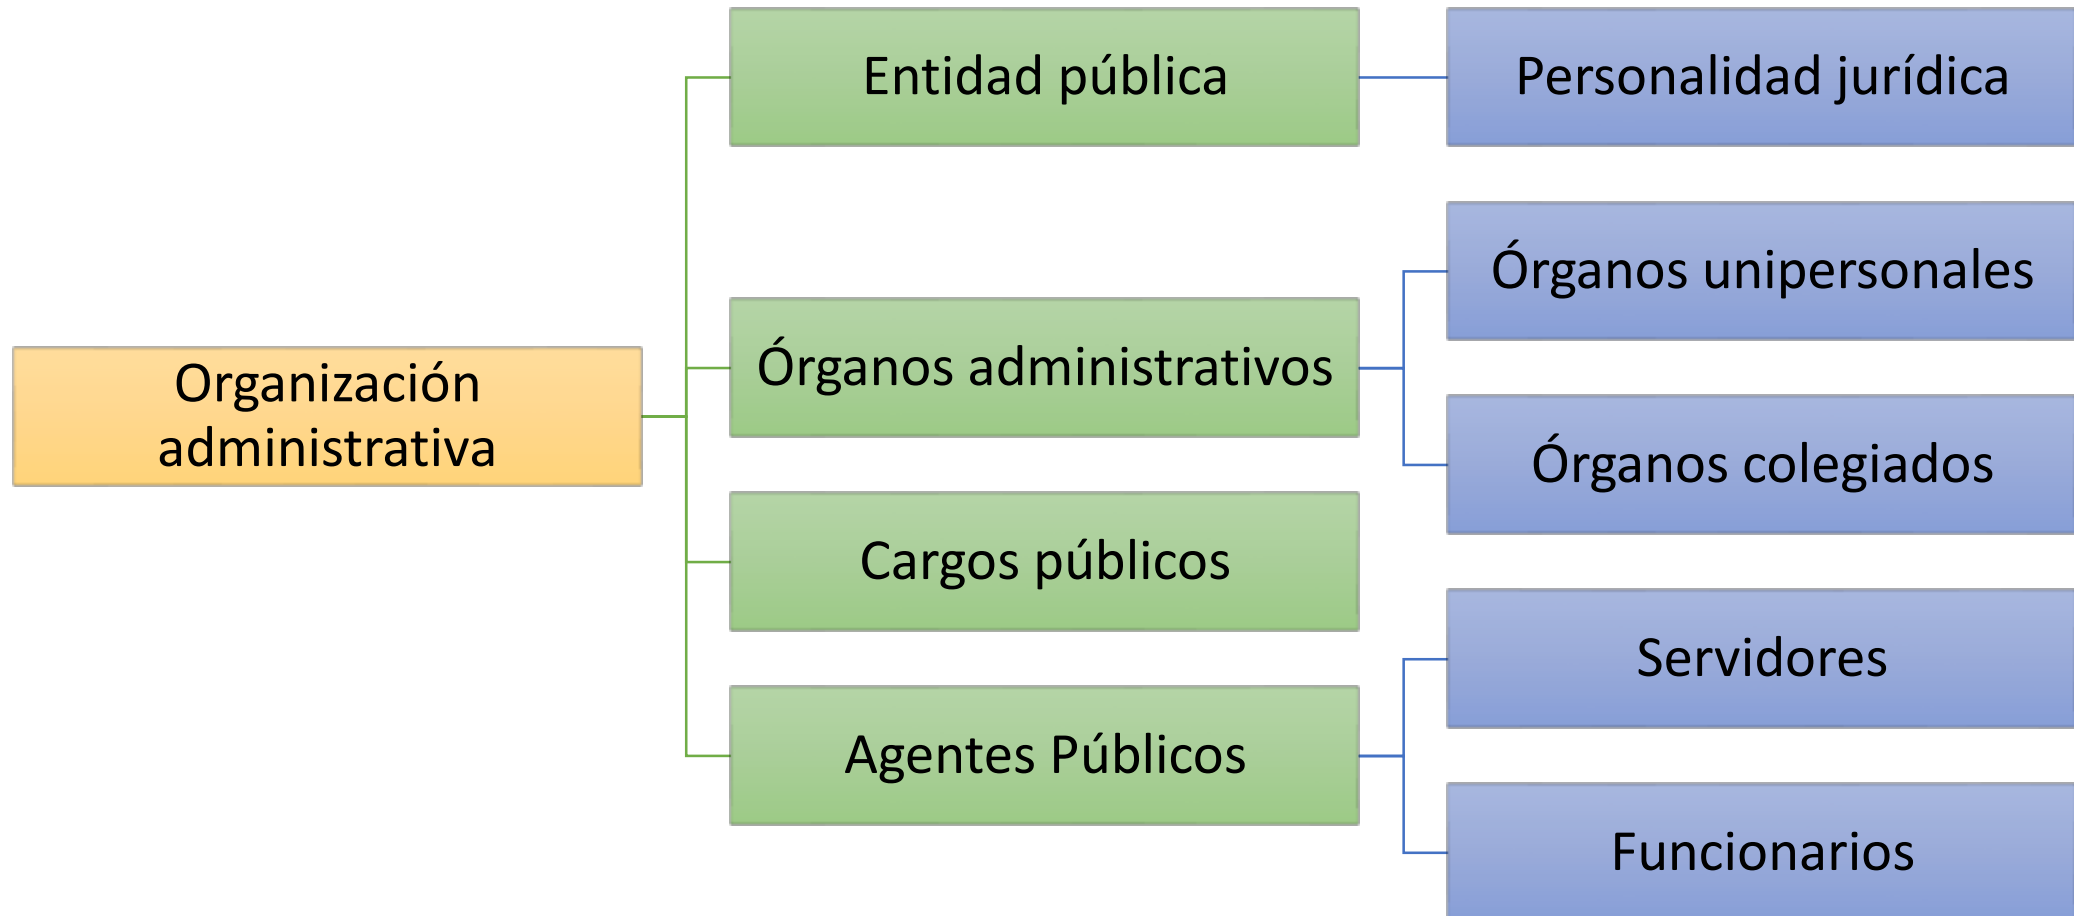 Organización
administrativa
Entidad pública
Personalidad jurídica
Órganos administrativos
Órganos unipersonales
Órganos colegiados
Cargos públicos
Agentes Públicos
Servidores
Funcionarios